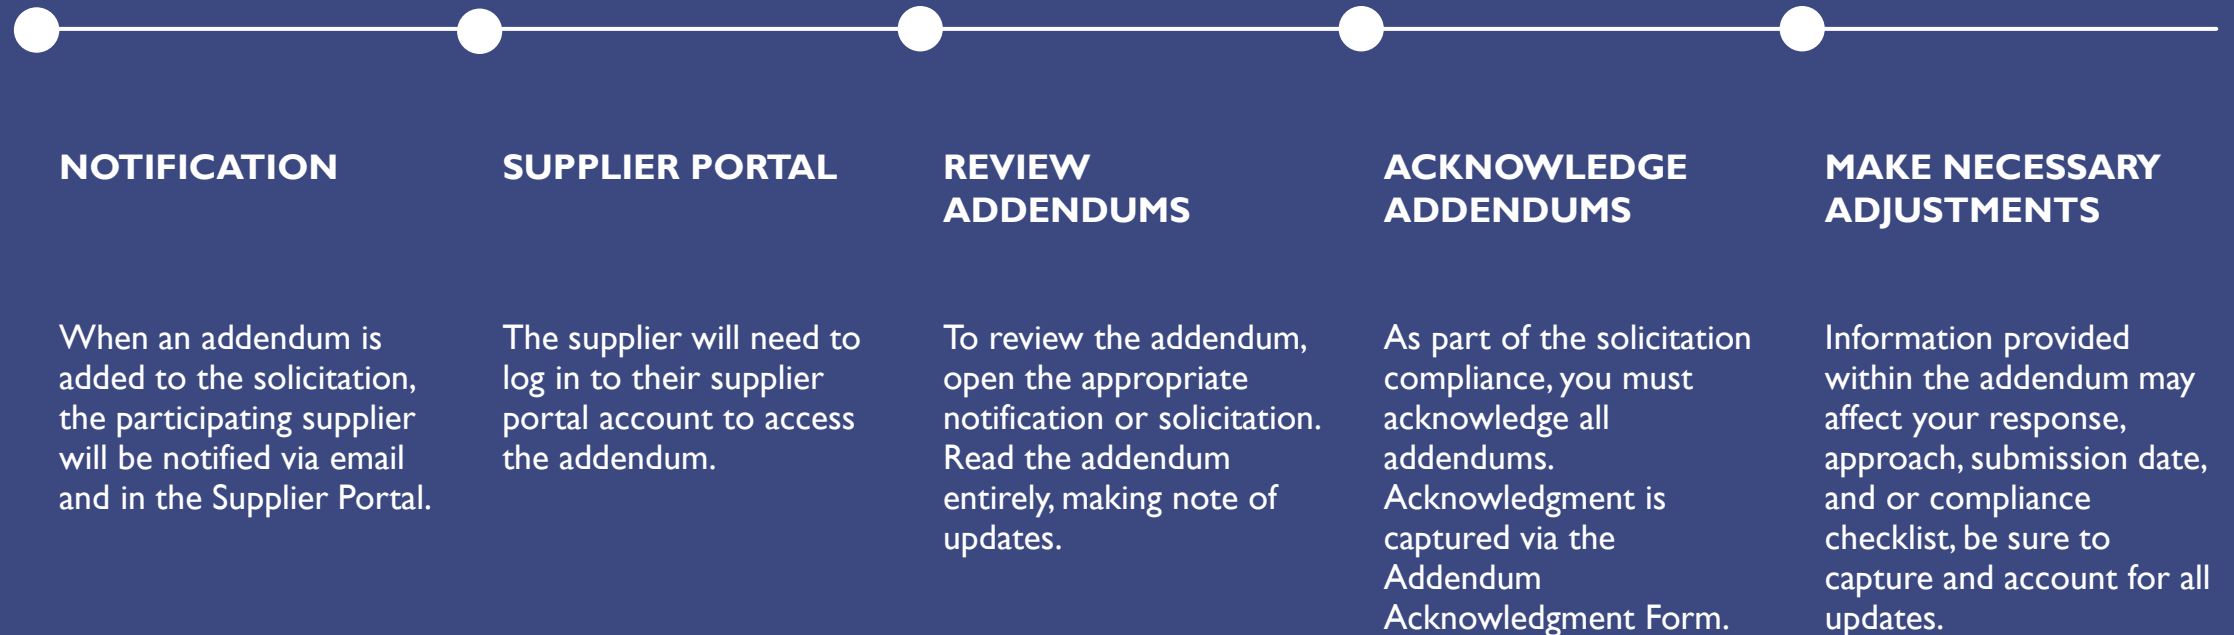 NOTIFICATION
When an addendum is
added to the solicitation,
the participating supplier
will be notified via email
and in the Supplier Portal.
SUPPLIER PORTAL
The supplier will need to
log in to their supplier
portal account to access
the addendum.
REVIEW
ADDENDUMS
To review the addendum,
open the appropriate
notification or solicitation.
Read the addendum
entirely, making note of
updates.
ACKNOWLEDGE
ADDENDUMS
As part of the solicitation
compliance, you must
acknowledge all
addendums.
Acknowledgment is
captured via the
Addendum
Acknowledgment Form.
MAKE NECESSARY
ADJUSTMENTS
Information provided
within the addendum may
affect your response,
approach, submission date,
and or compliance
checklist, be sure to
capture and account for all
updates.